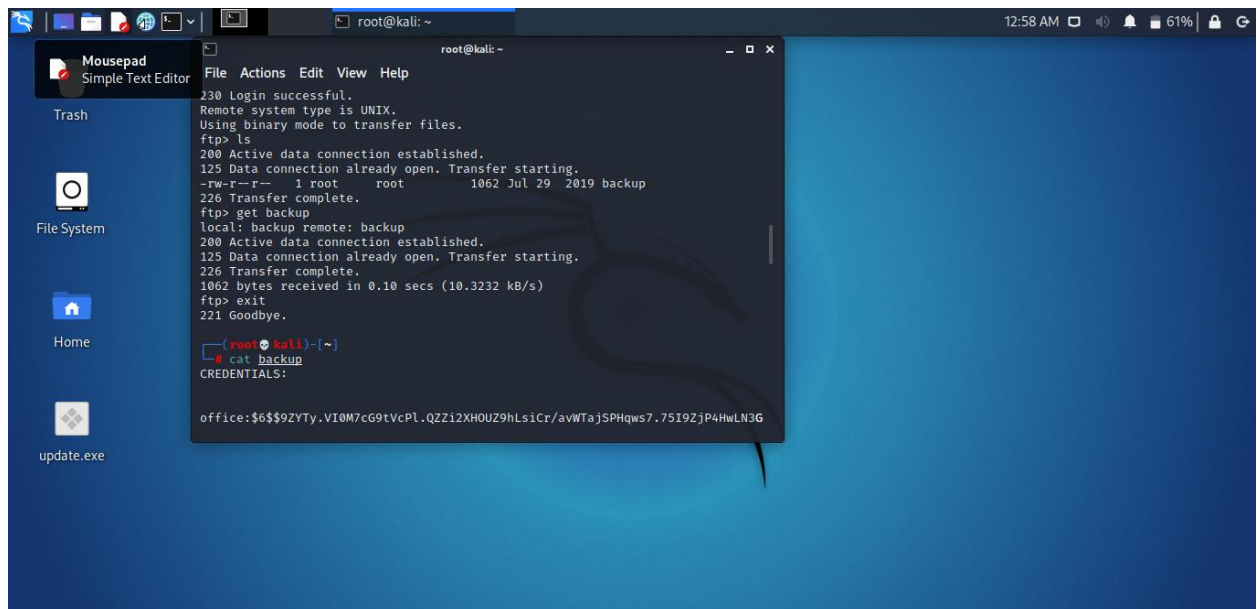 root@kali: ~
12:58 AM
61%
Mousepad
Simple Text Editor
Trash
File System
Home
update.exe
root@kali: ~
File Actions Edit View Help
230 Login successful.
Remote system type is UNIX.
Using binary mode to transfer files.
ftp> ls
200 Active data connection established.
125 Data connection already open. Transfer starting.
-rw-r--r-- 1 root root 1062 Jul 29 2019 backup
226 Transfer complete.
ftp> get backup
local: backup remote: backup
200 Active data connection established.
125 Data connection already open. Transfer starting.
226 Transfer complete.
1062 bytes received in 0.10 secs (10.3232 kB/s)
ftp> exit
221 Goodbye.
┌──(root💀kali)-[~]
└─# cat backup
CREDENTIALS:
office:$6$$9ZYTy.VI0M7cG9tVcPl.QZZi2XHOUZ9hLsiCr/avWTajSPHqws7.75I9ZjP4HwLN3G